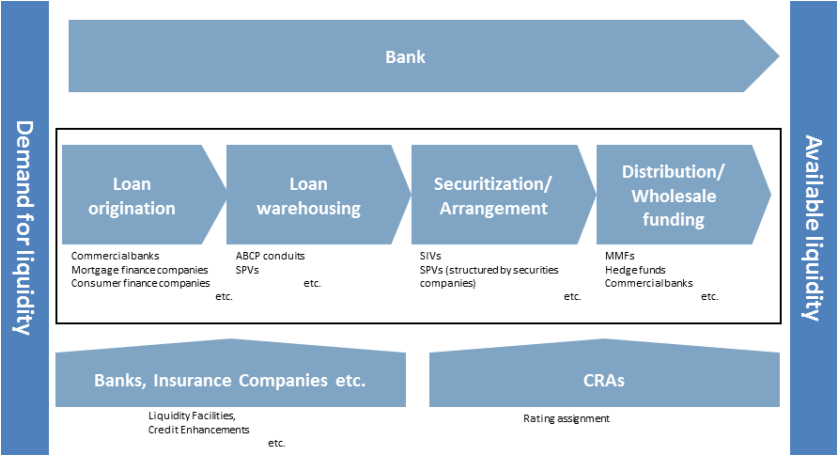 Demand for liquidity
Bank
Available liquidity
Loan
origination
Loan
warehousing
Securitization/
Arrangement
Distribution/
Wholesale
funding
Commercial banks
Mortgage finance companies
Consumer finance companies
etc.
ABCP conduits
SPVs
etc.
SIVs
SPVs (structured by securities
companies)
etc.
MMFs
Hedge funds
Commercial banks
etc.
Banks, Insurance Companies etc.
Liquidity Facilities,
Credit Enhancements
etc.
CRAs
Rating assignment